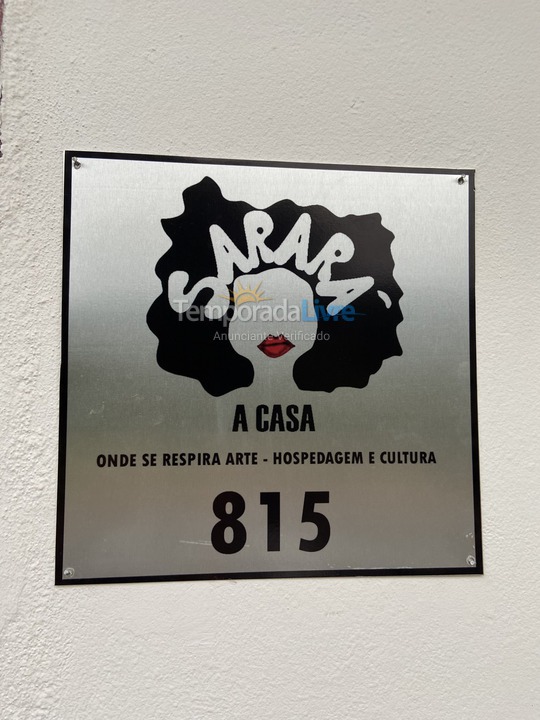 SARARÁ
TemporadaLivre
Anunciante Verificado
A CASA
ONDE SE RESPIRA ARTE - HOSPEDAGEM E CULTURA
815